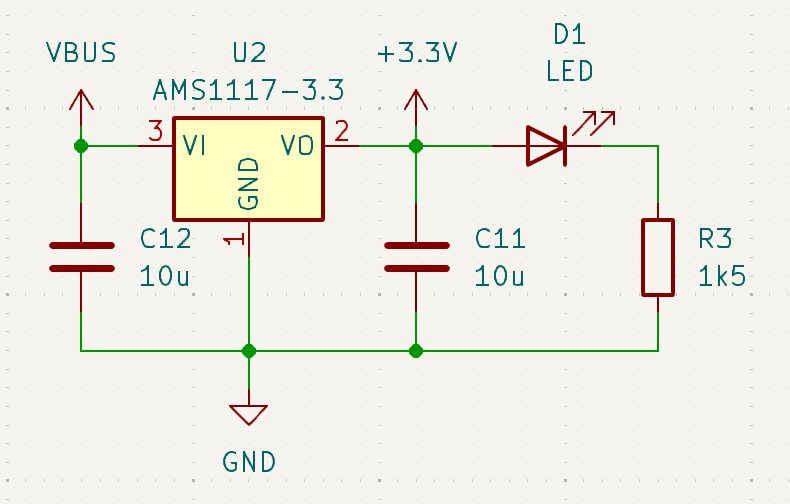 VBUS
U2
AMS1117-3.3
+3.3V
D1
LED
3
VI
VO
2
GND
1
C12
10u
C11
10u
R3
1k5
GND